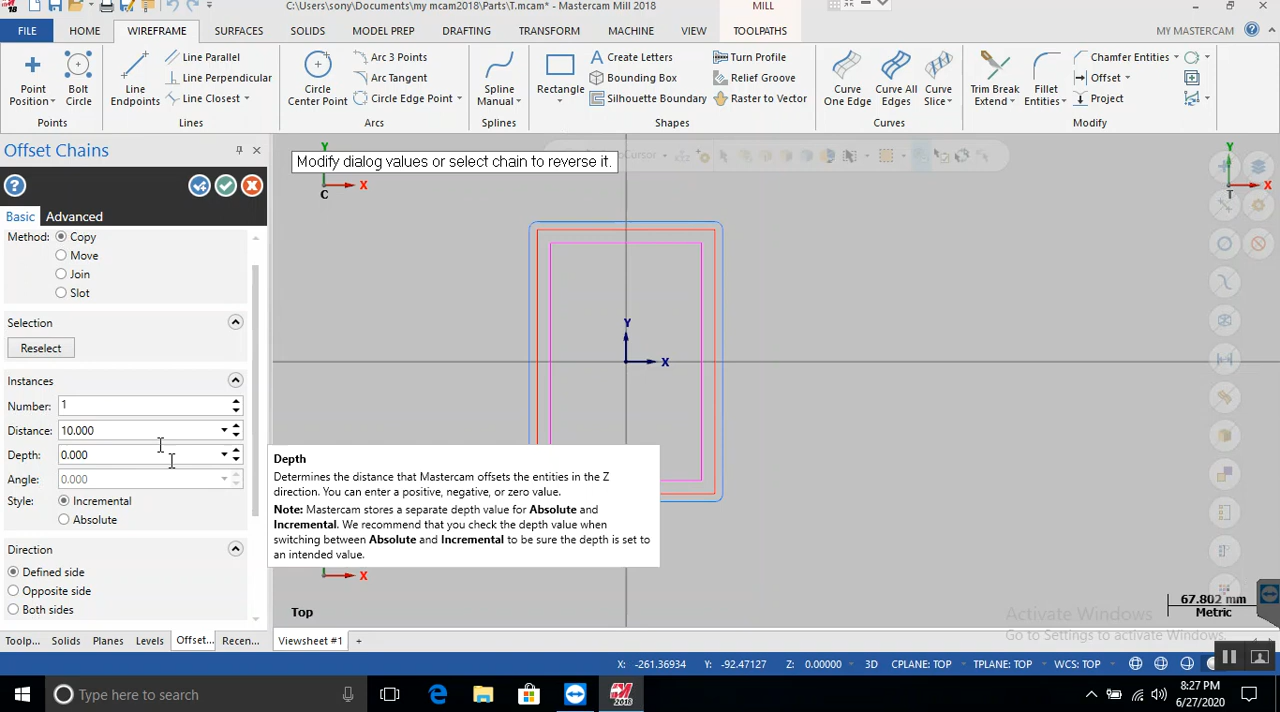 C:\Users\sony\Documents\my mcam2018\Parts\T.mcam* - Mastercam Mill 2018
MILL
FILE
HOME
WIREFRAME
SURFACES
SOLIDS
MODEL PREP
DRAFTING
TRANSFORM
MACHINE
VIEW
TOOLPATHS
MY MASTERCAM
Point
Position
Bolt
Circle
Points
Line
Endpoints
Line Parallel
Line Perpendicular
Line Closest
Lines
Circle
Center Point
Arc 3 Points
Arc Tangent
Circle Edge Point
Arcs
Spline
Manual
Splines
Rectangle
Create Letters
Bounding Box
Silhouette Boundary
Turn Profile
Relief Groove
Raster to Vector
Shapes
Curve
One Edge
Curve All
Edges
Curve
Slice
Curves
Trim Break
Extend
Fillet
Entities
Chamfer Entities
Offset
Project
Modify
Offset Chains
Basic
Advanced
Method:
Copy
Move
Join
Slot
Selection
Reselect
Instances
Number: 1
Distance: 10.000
Depth: 0.000
Angle: 0.000
Style:
Incremental
Absolute
Direction
Defined side
Opposite side
Both sides
Toolp...
Solids
Planes
Levels
Offset...
Recen...
Modify dialog values or select chain to reverse it.
Y
X
C
Y
X
T
Y
X
Depth
Determines the distance that Mastercam offsets the entities in the Z
direction. You can enter a positive, negative, or zero value.
Note: Mastercam stores a separate depth value for Absolute and
Incremental. We recommend that you check the depth value when
switching between Absolute and Incremental to be sure the depth is set to
an intended value.
X
Top
67.802 mm
Metric
Activate Windows
Go to Settings to activate Windows.
Viewsheet #1
+
X: -261.36934
Y: -92.47127
Z: 0.00000
3D
CPLANE: TOP
TPLANE: TOP
WCS: TOP
Type here to search
2018
8:27 PM
6/27/2020